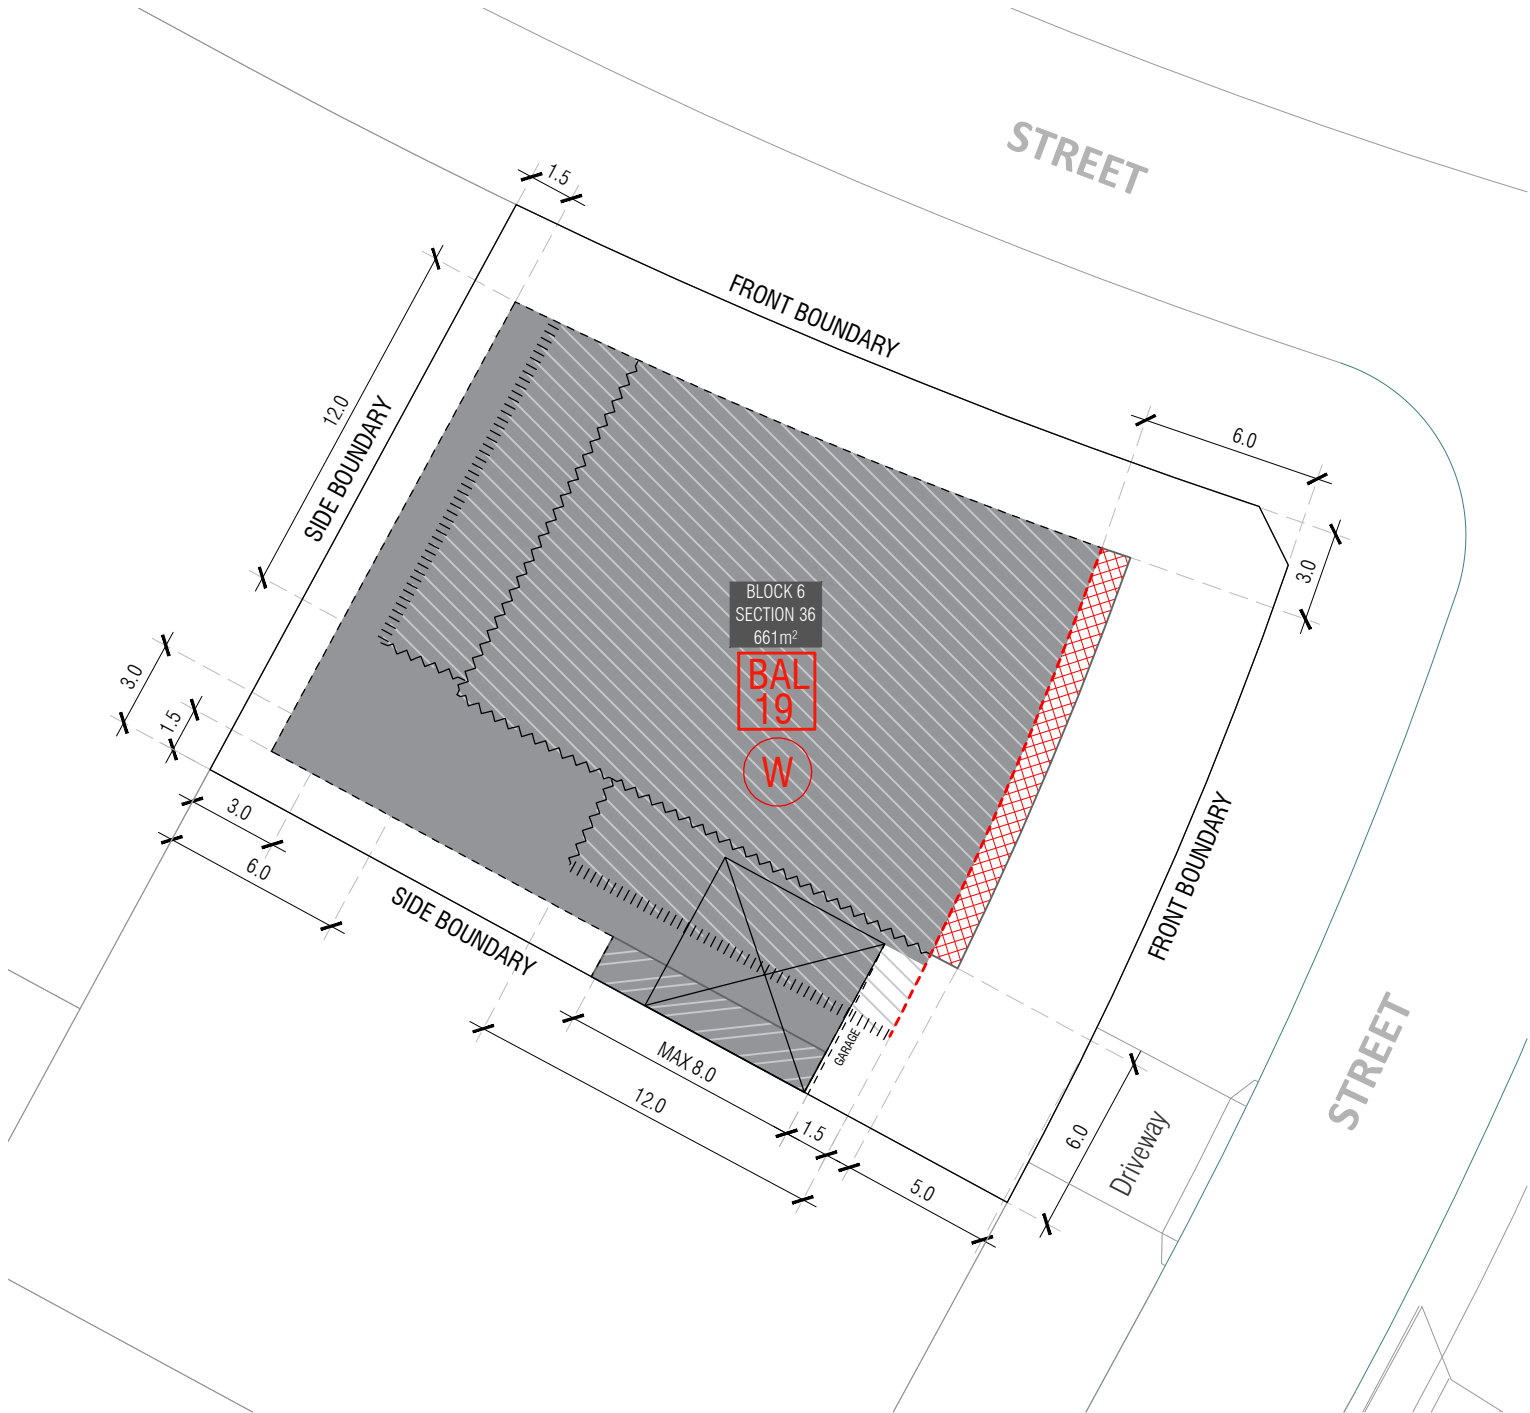 STREET
1.5
FRONT BOUNDARY
12.0
SIDE BOUNDARY
6.0
3.0
BLOCK 6
SECTION 36
661m²
BAL
19
W
3.0
1.5
3.0
6.0
SIDE BOUNDARY
FRONT BOUNDARY
GARAGE
MAX 8.0
12.0
1.5
5.0
6.0
Driveway
STREET